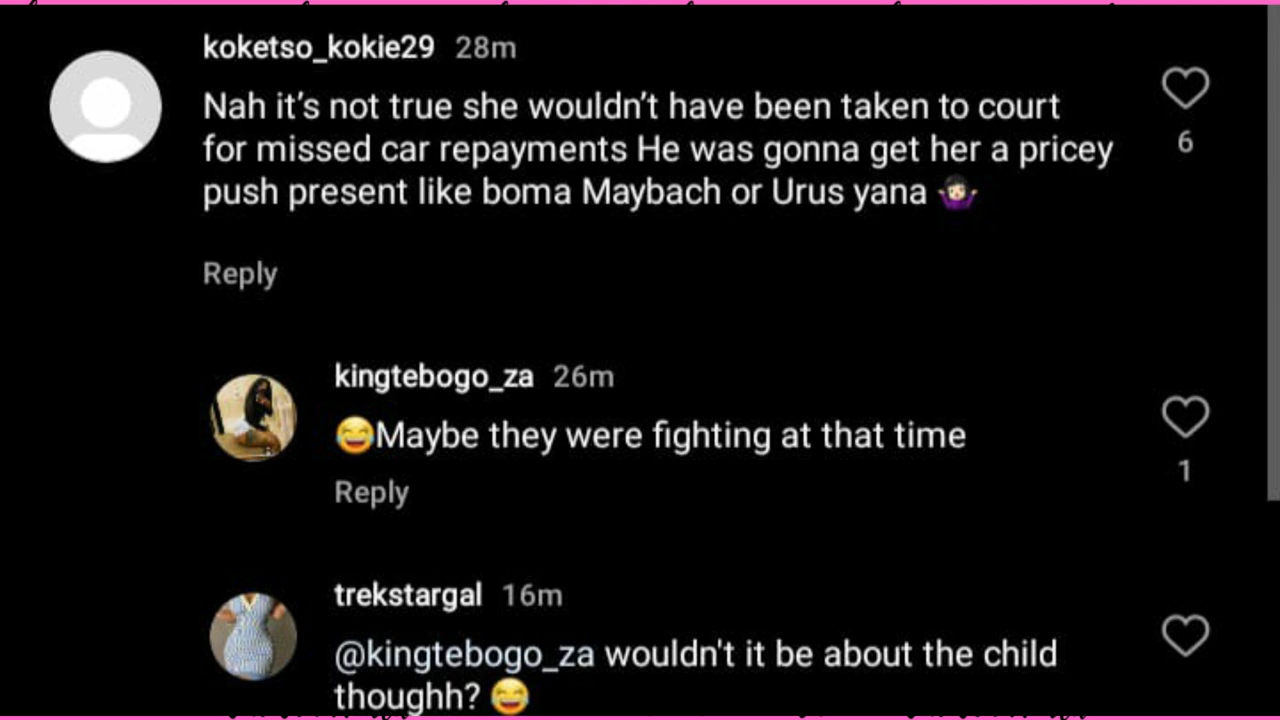 koketso_kokie29 28m
Nah it’s not true she wouldn’t have been taken to court
for missed car repayments He was gonna get her a pricey
push present like boma Maybach or Urus yana 🤷🏻‍♀️
6
Reply
kingtebogo_za 26m
😂Maybe they were fighting at that time
1
Reply
trekstargal 16m
@kingtebogo_za wouldn't it be about the child
thoughh? 😂